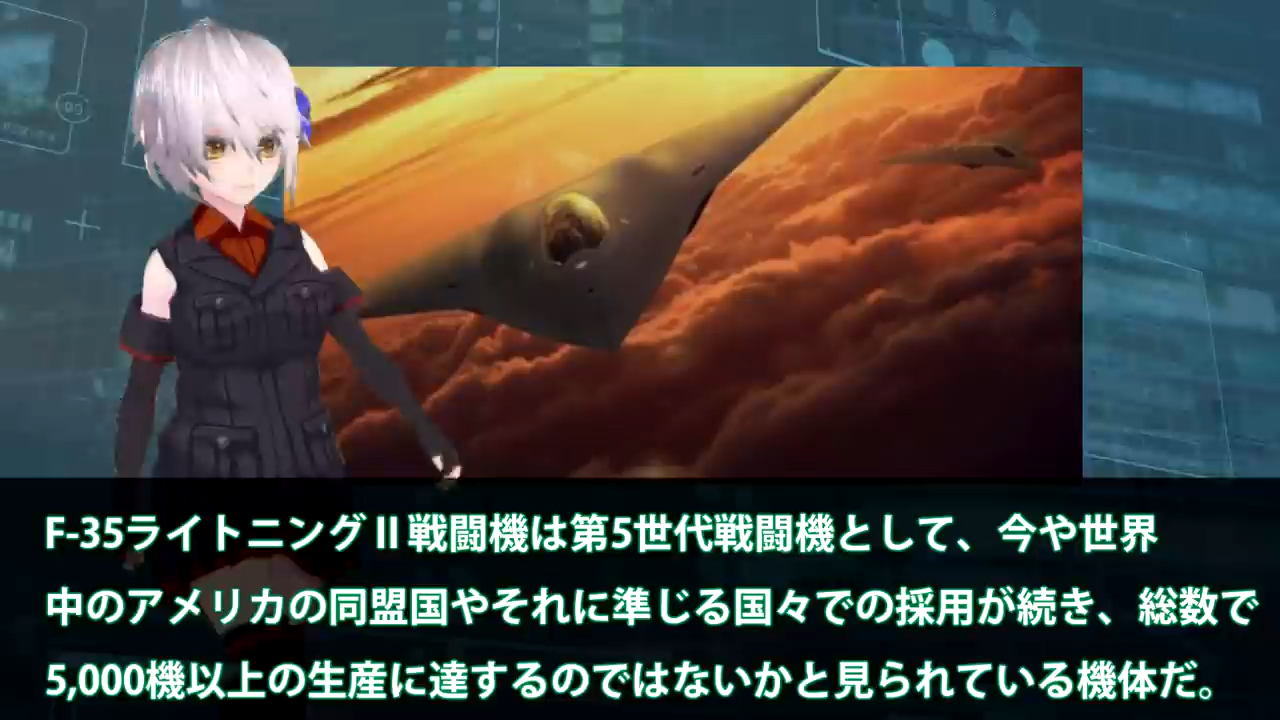 F-35ライトニングⅡ戦闘機は第5世代戦闘機として、今や世界
中のアメリカの同盟国やそれに準じる国々での採用が続き、総数で
5,000機以上の生産に達するのではないかと見られている機体だ。